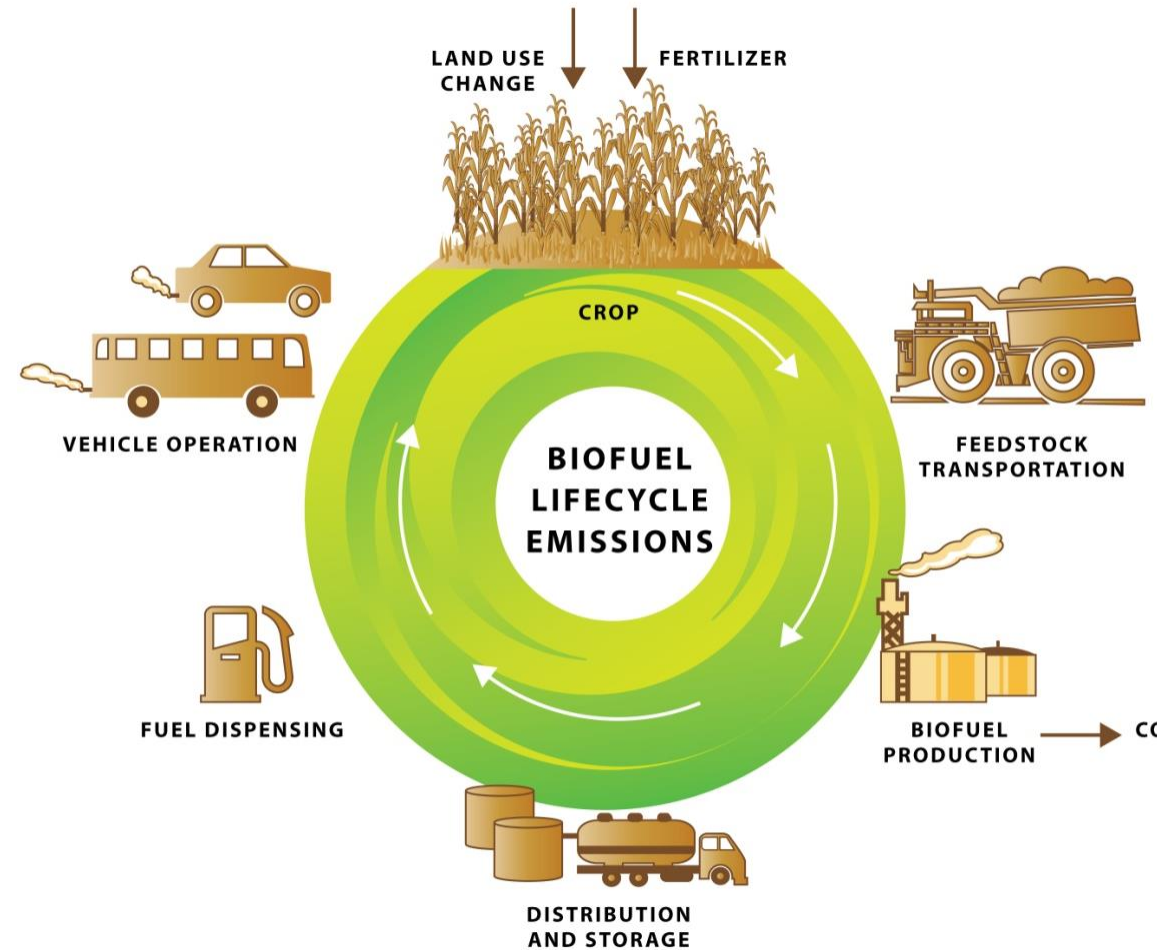 LAND USE
CHANGE
FERTILIZER
CROP
VEHICLE OPERATION
FEEDSTOCK
TRANSPORTATION
BIOFUEL
LIFECYCLE
EMISSIONS
FUEL DISPENSING
BIOFUEL
PRODUCTION
DISTRIBUTION
AND STORAGE